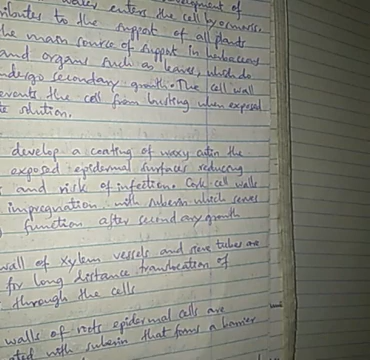 water enters the cell by osmosis.
to the support of all plants
the main source of support in herbaceous
and organs such as leaves, which do
undergo secondary growth. The cell wall
the cell from bursting when exposed
solution.
develop a coating of waxy cutin the
exposed epidermal surfaces reducing
and risk of infection. Cork cell walls
impregnation with suberin which serves
function after secondary growth
wall of xylem vessels and sieve tubes are
for long distance translocation of
through the cells
walls of roots epidermal cells are
with suberin that forms a barrier